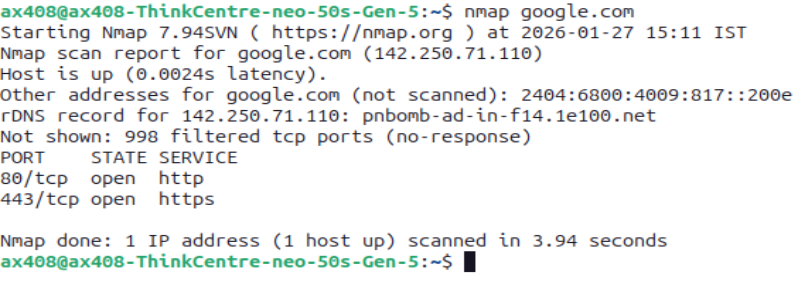 ax408@ax408-ThinkCentre-neo-50s-Gen-5:~$ nmap google.com
Starting Nmap 7.94SVN ( https://nmap.org ) at 2026-01-27 15:11 IST
Nmap scan report for google.com (142.250.71.110)
Host is up (0.0024s latency).
Other addresses for google.com (not scanned): 2404:6800:4009:817::200e
rDNS record for 142.250.71.110: pnbomb-ad-in-f14.1e100.net
Not shown: 998 filtered tcp ports (no-response)
PORT    STATE SERVICE
80/tcp  open  http
443/tcp open  https
Nmap done: 1 IP address (1 host up) scanned in 3.94 seconds
ax408@ax408-ThinkCentre-neo-50s-Gen-5:~$